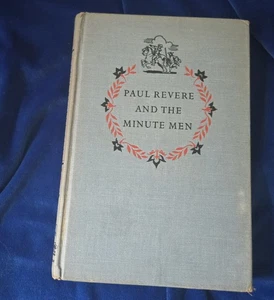 PAUL REVERE
AND THE
MINUTE MEN